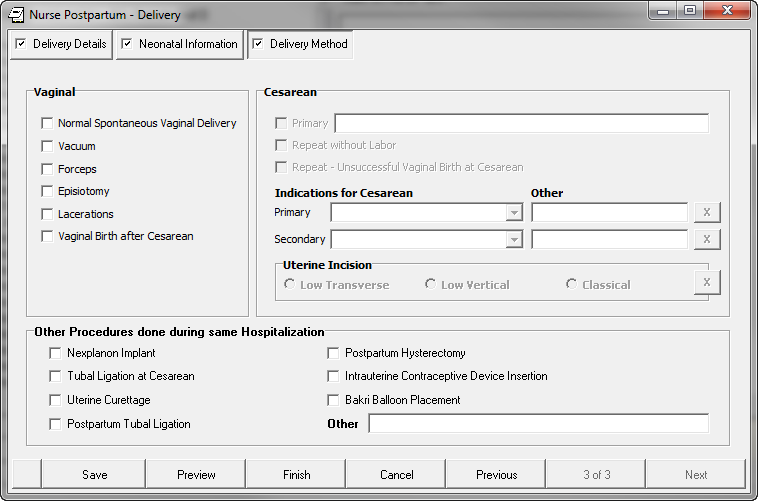 Nurse Postpartum - Delivery
Delivery Details
Neonatal Information
Delivery Method
Vaginal
Normal Spontaneous Vaginal Delivery
Vacuum
Forceps
Episiotomy
Lacerations
Vaginal Birth after Cesarean
Cesarean
Primary
Repeat without Labor
Repeat - Unsuccessful Vaginal Birth at Cesarean
Indications for Cesarean Other
Primary X
Secondary X
Uterine Incision
Low Transverse Low Vertical Classical X
Other Procedures done during same Hospitalization
Nexplanon Implant
Tubal Ligation at Cesarean
Uterine Curettage
Postpartum Tubal Ligation
Postpartum Hysterectomy
Intrauterine Contraceptive Device Insertion
Bakri Balloon Placement
Other
Save Preview Finish Cancel Previous 3 of 3 Next